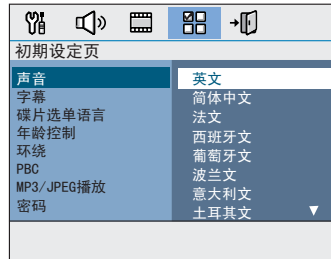 初期设定页
声音
字幕
碟片选单语言
年龄控制
环绕
PBC
MP3/JPEG播放
密码
英文
简体中文
法文
西班牙文
葡萄牙文
波兰文
意大利文
土耳其文